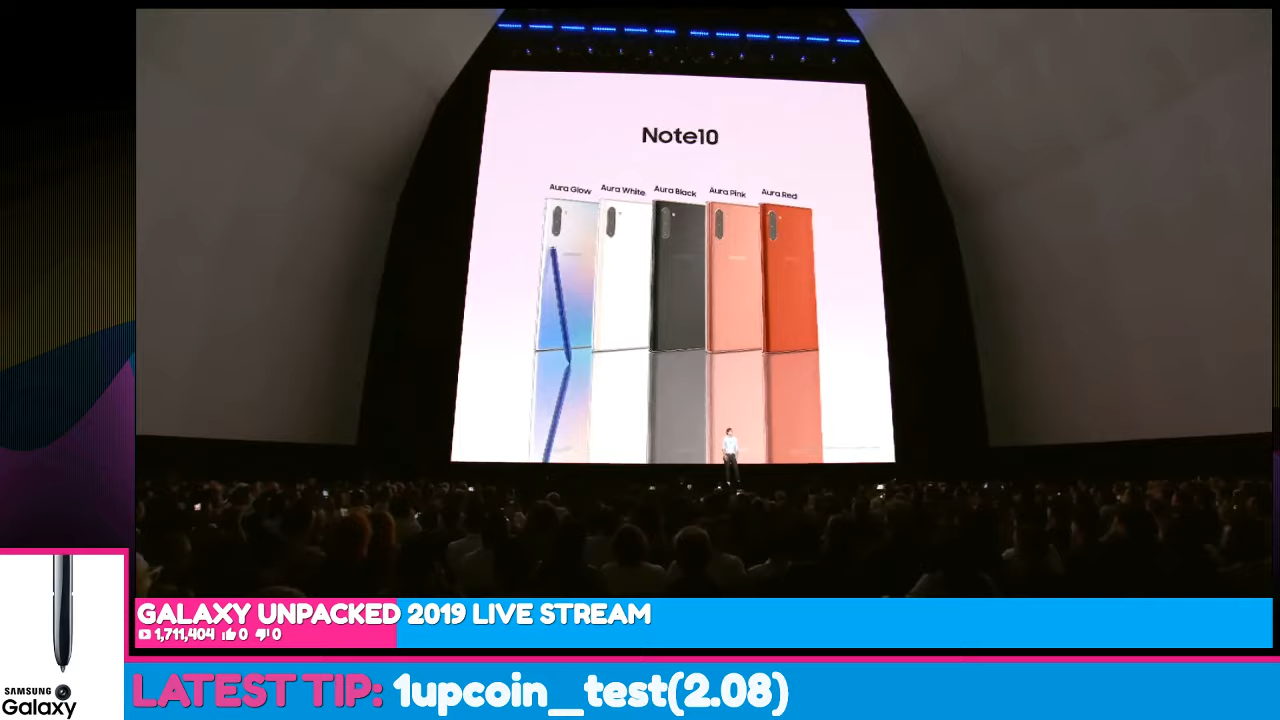 Note10
Aura Glow Aura White Aura Black Aura Pink Aura Red
GALAXY UNPACKED 2019 LIVE STREAM
1,711,404 0 0
SAMSUNG
Galaxy
LATEST TIP: 1upcoin_test(2.08)